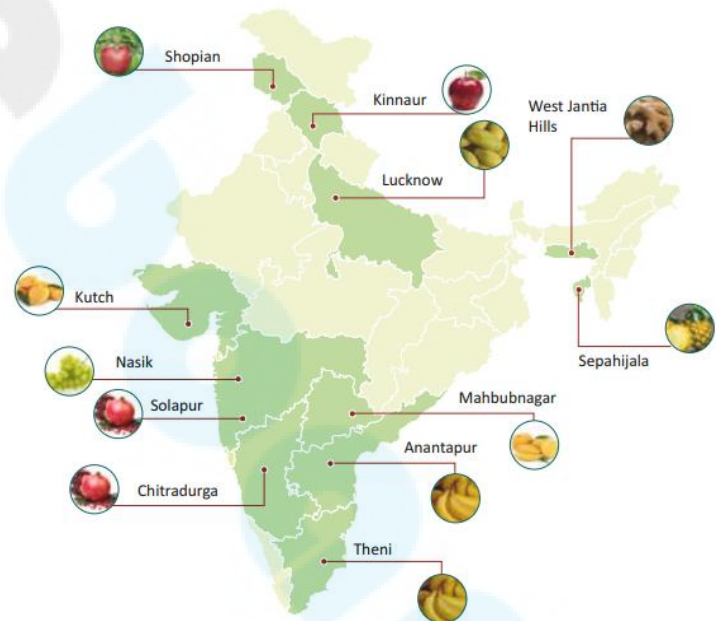 Shopian
Kinnaur
West Jantia
Hills
Lucknow
Kutch
Sepahijala
Nasik
Mahbubnagar
Solapur
Anantapur
Chitradurga
Theni